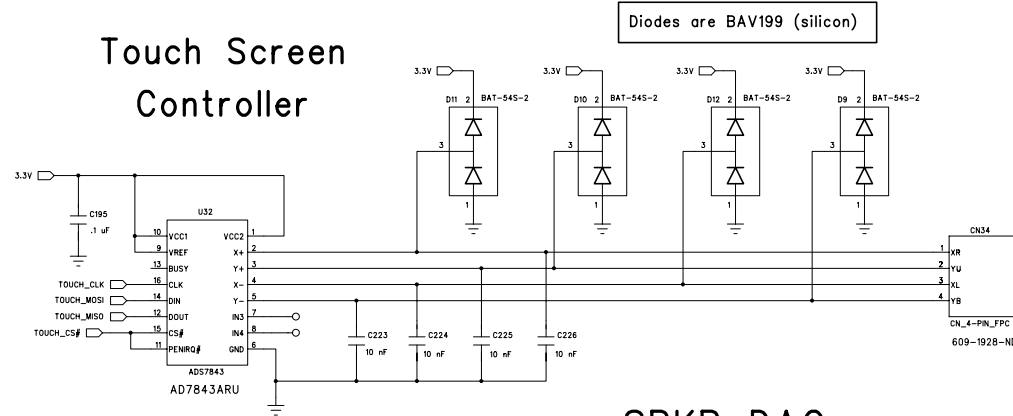 Diodes are BAV199 (silicon)
Touch Screen
Controller
3.3V
3.3V
3.3V
3.3V
D11 2 BAT-54S-2
D10 2 BAT-54S-2
D12 2 BAT-54S-2
D9 2 BAT-54S-2
3
3
3
3
1
1
1
1
3.3V
C195
.1 uF
U32
10 VCC1 VCC2 1
9 VREF X+ 2
13 BUSY Y+ 3
TOUCH_CLK 16 CLK X- 4
TOUCH_MOSI 14 DIN Y- 5
TOUCH_MISO 12 DOUT IN3 7
TOUCH_CS# 15 CS# IN4 8
11 PENIRQ# GND 6
ADS7843
AD7843ARU
C223
10 nF
C224
10 nF
C225
10 nF
C226
10 nF
CN34
1 XR
2 YU
3 XL
4 YB
CN_4-PIN_FPC
609-1928-N